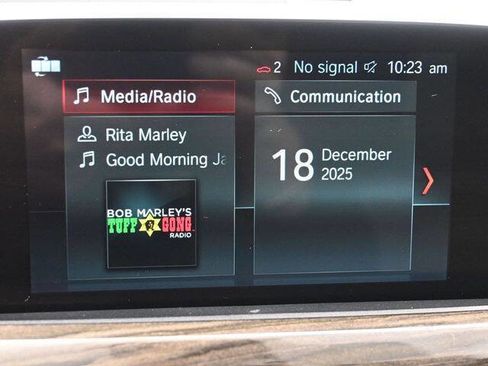 2 No signal 10:23 am
Media/Radio
Communication
Rita Marley
Good Morning Ja
18 December
2025
BOB MARLEY'S
TUFF GONG
RADIO